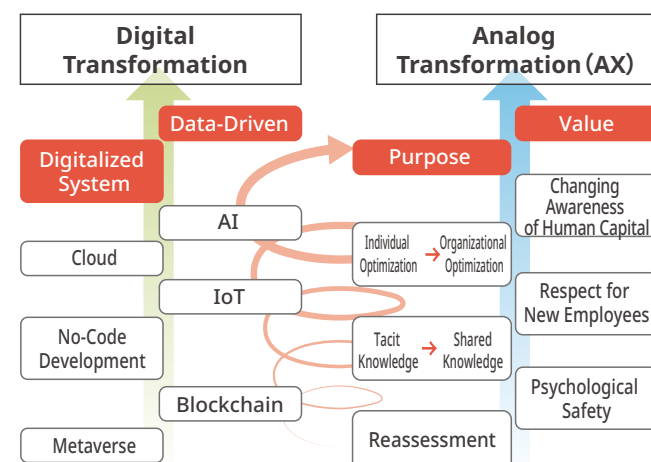 Digital
Transformation
Analog
Transformation (AX)
Data-Driven
Value
Digitalized
System
Purpose
Changing
Awareness
of Human Capital
AI
Individual
Optimization
→
Organizational
Optimization
Cloud
IoT
Respect for
New Employees
No-Code
Development
Tacit
Knowledge
→
Shared
Knowledge
Psychological
Safety
Blockchain
Metaverse
Reassessment